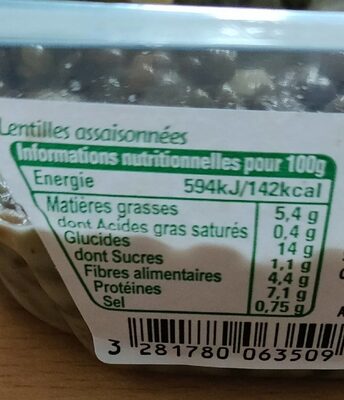 Lentilles assaisonnées
Informations nutritionnelles pour 100g
Energie 594kJ/142kcal
Matières grasses 5,4 g
dont Acides gras saturés 0,4 g
Glucides 14 g
dont Sucres 1,1 g
Fibres alimentaires 4,4 g
Protéines 7,1 g
Sel 0,75 g
3 281780 063509